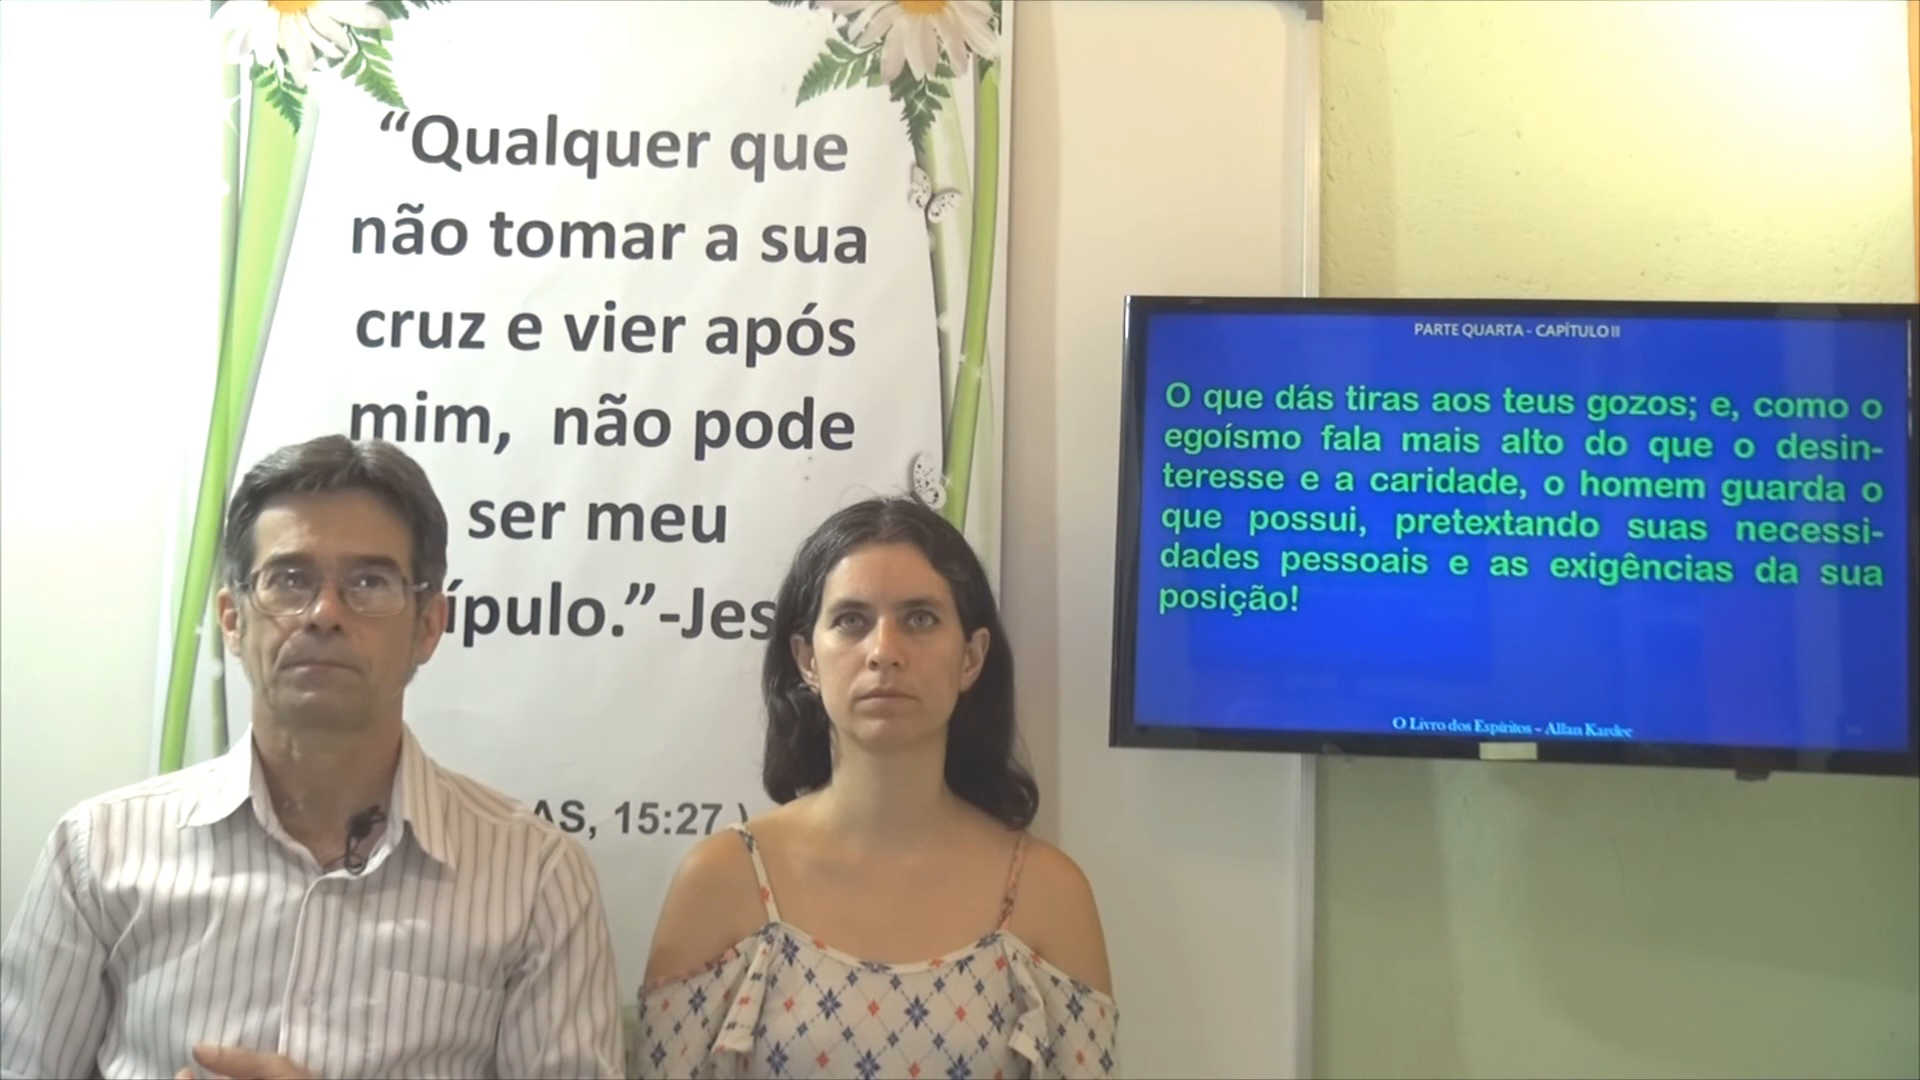 “Qualquer que
não tomar a sua
cruz e vier após
mim, não pode
ser meu
ípulo.”-Jes
AS, 15:27 )
PARTE QUARTA - CAPÍTULO II
O que dás tiras aos teus gozos; e, como o
egoísmo fala mais alto do que o desin-
teresse e a caridade, o homem guarda o
que possui, pretextando suas necessi-
dades pessoais e as exigências da sua
posição!
O Livro dos Espíritos - Allan Kardec